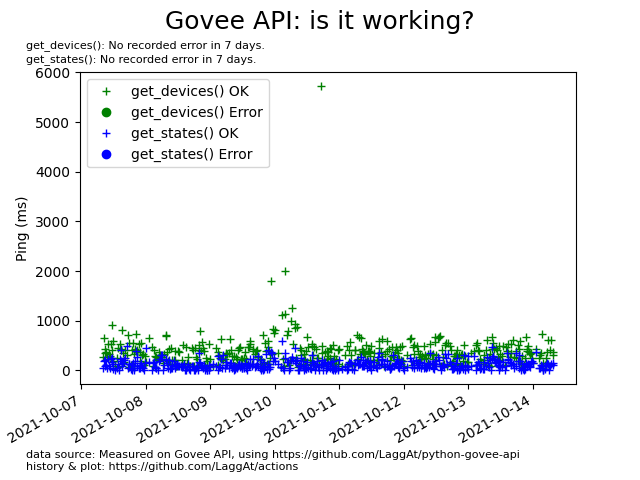 Govee API: is it working?
get_devices(): No recorded error in 7 days.
get_states(): No recorded error in 7 days.
6000
5000
4000
3000
2000
1000
0
Ping (ms)
get_devices() OK
get_devices() Error
get_states() OK
get_states() Error
2021-10-07
2021-10-08
2021-10-09
2021-10-10
2021-10-11
2021-10-12
2021-10-13
2021-10-14
data source: Measured on Govee API, using https://github.com/LaggAt/python-govee-api
history & plot: https://github.com/LaggAt/actions